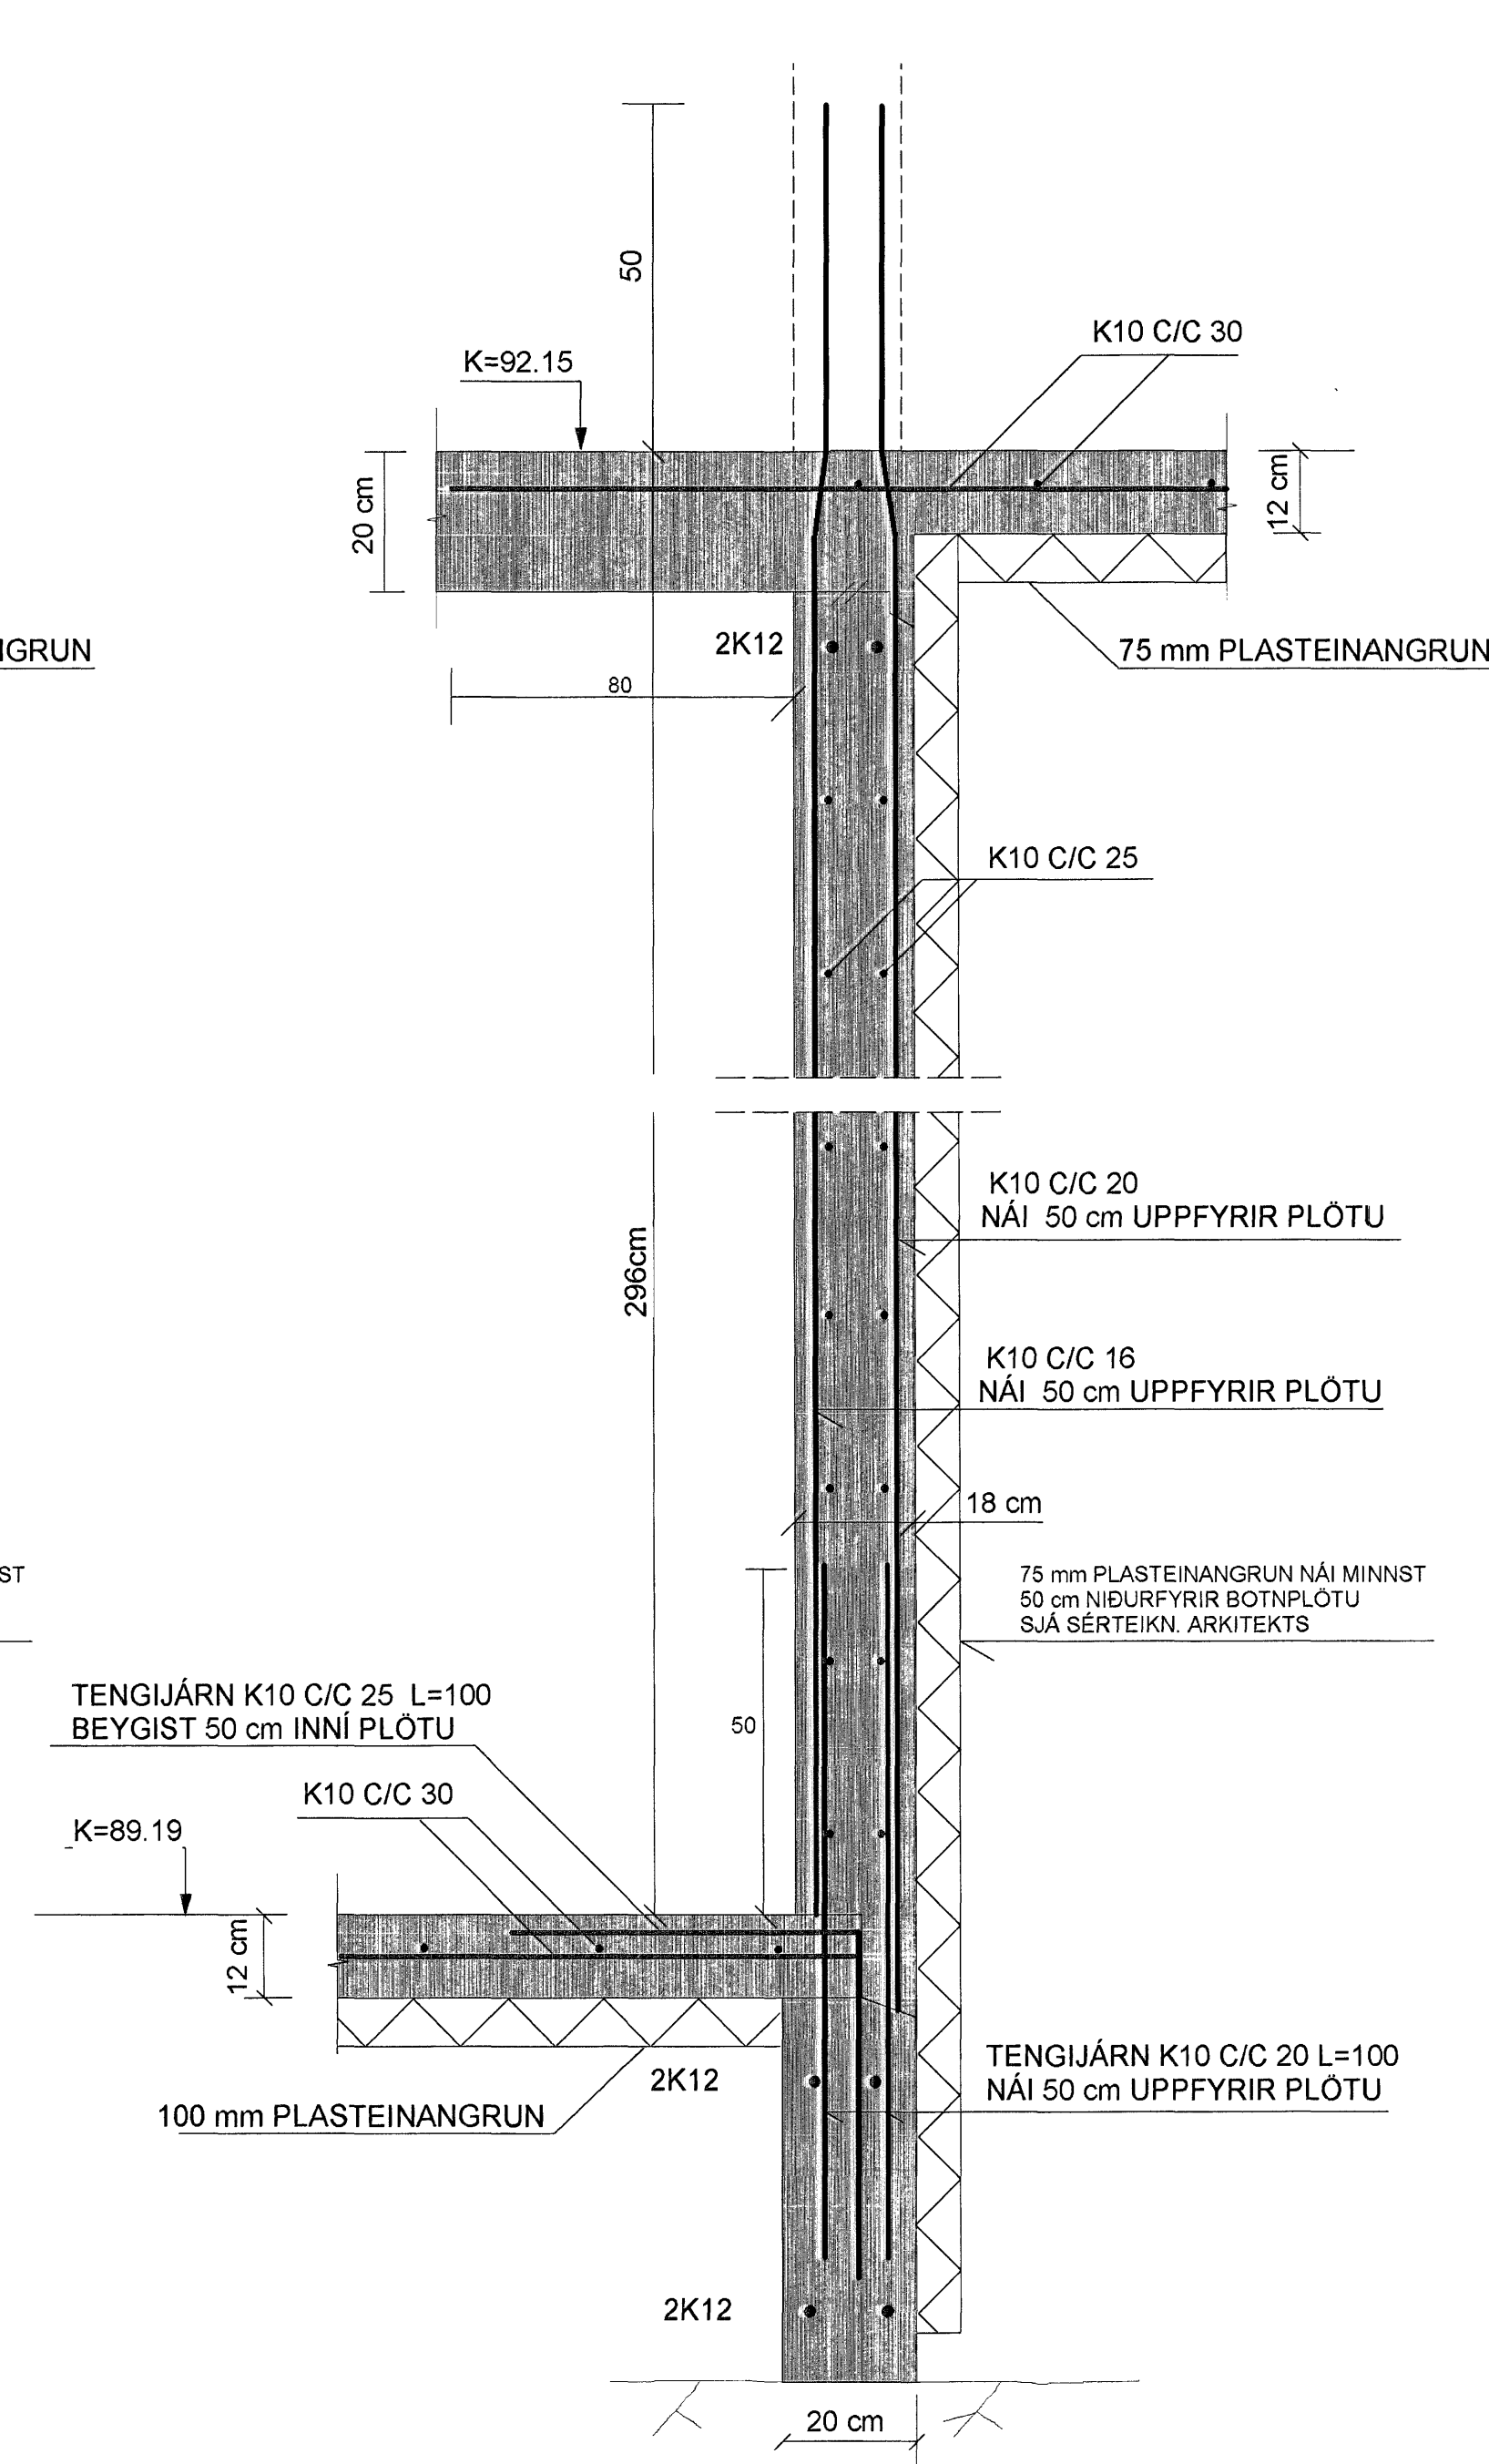 50
K10 C/C 30
K=92.15
20 cm
12 cm
IGRUN
2K12
75 mm PLASTEINANGRUN
80
K10 C/C 25
K10 C/C 20
NÁI 50 cm UPPFYRIR PLÖTU
296cm
K10 C/C 16
NÁI 50 cm UPPFYRIR PLÖTU
18 cm
ST
75 mm PLASTEINANGRUN NÁI MINNST
50 cm NIÐURFYRIR BOTNPLÖTU
SJÁ SÉRTEIKN. ARKITEKTS
TENGIJÁRN K10 C/C 25 L=100
BEYGIST 50 cm INNÍ PLÖTU
50
K10 C/C 30
K=89.19
12 cm
TENGIJÁRN K10 C/C 20 L=100
NÁI 50 cm UPPFYRIR PLÖTU
2K12
100 mm PLASTEINANGRUN
2K12
20 cm